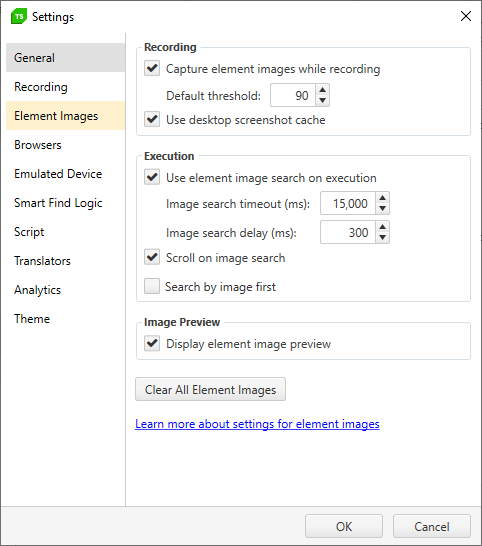 TS Settings
General
Recording
Element Images
Browsers
Emulated Device
Smart Find Logic
Script
Translators
Analytics
Theme
Recording
Capture element images while recording
Default threshold: 90
Use desktop screenshot cache
Execution
Use element image search on execution
Image search timeout (ms): 15,000
Image search delay (ms): 300
Scroll on image search
Search by image first
Image Preview
Display element image preview
Clear All Element Images
Learn more about settings for element images
OK Cancel